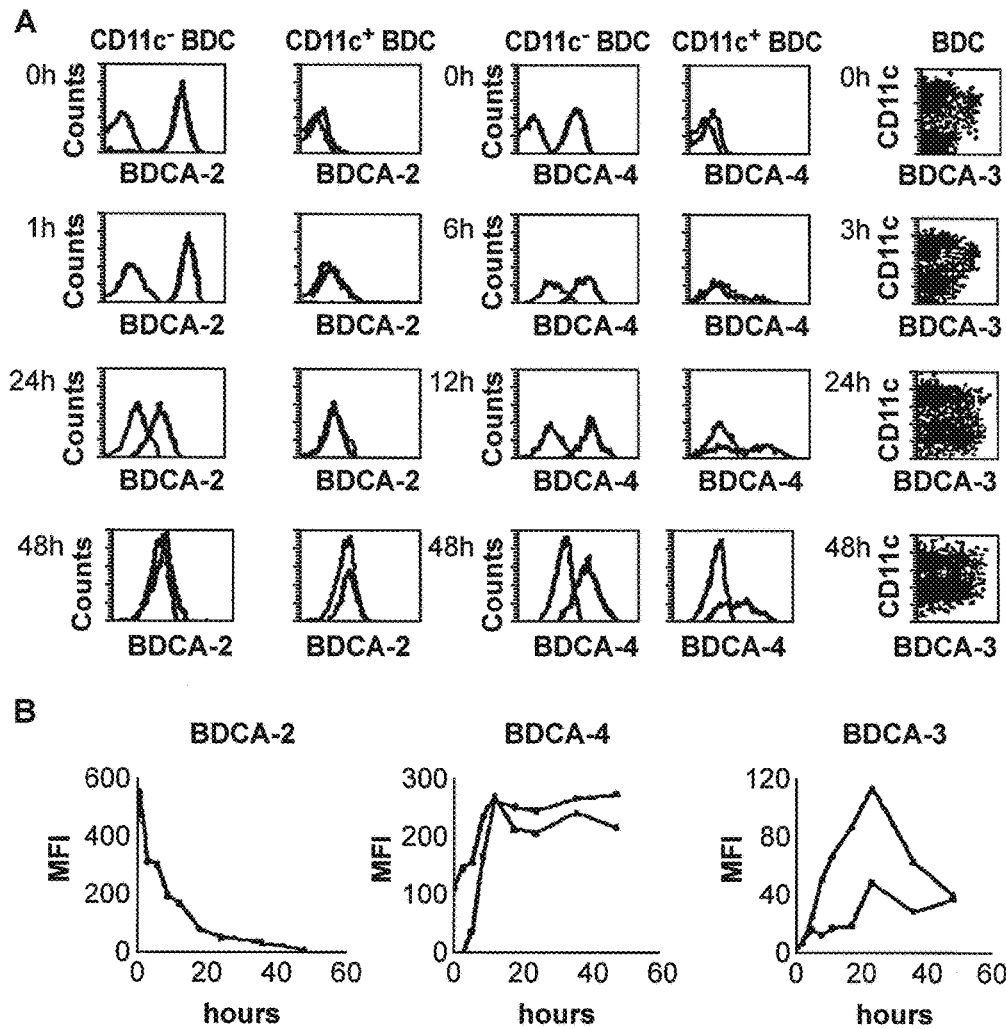 A
CD11c⁻ BDC CD11c⁺ BDC CD11c⁻ BDC CD11c⁺ BDC BDC
0h Counts BDCA-2 BDCA-2 0h Counts BDCA-4 BDCA-4 0h CD11c BDCA-3
1h Counts BDCA-2 BDCA-2 6h Counts BDCA-4 BDCA-4 3h CD11c BDCA-3
24h Counts BDCA-2 BDCA-2 12h Counts BDCA-4 BDCA-4 24h CD11c BDCA-3
48h Counts BDCA-2 BDCA-2 48h Counts BDCA-4 BDCA-4 48h CD11c BDCA-3
B
BDCA-2
MFI
600
400
200
0
0 20 40 60
hours
BDCA-4
MFI
300
200
100
0
0 20 40 60
hours
BDCA-3
MFI
120
80
40
0
0 20 40 60
hours